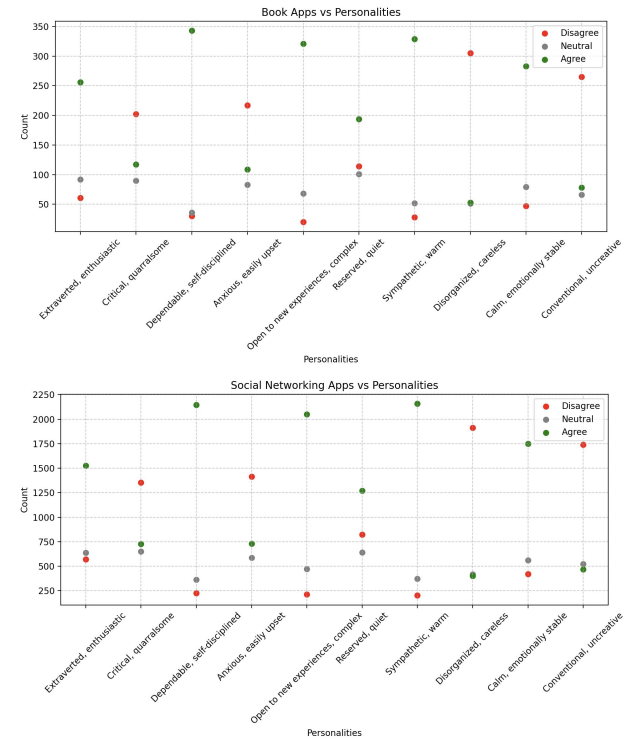 Book Apps vs Personalities
Count
350
300
250
200
150
100
50
Disagree
Neutral
Agree
Extraverted, enthusiastic
Critical, quarralsome
Dependable, self-disciplined
Anxious, easily upset
Open to new experiences, complex
Reserved, quiet
Sympathetic, warm
Disorganized, careless
Calm, emotionally stable
Conventional, uncreative
Personalities
Social Networking Apps vs Personalities
Count
2250
2000
1750
1500
1250
1000
750
500
250
Disagree
Neutral
Agree
Extraverted, enthusiastic
Critical, quarralsome
Dependable, self-disciplined
Anxious, easily upset
Open to new experiences, complex
Reserved, quiet
Sympathetic, warm
Disorganized, careless
Calm, emotionally stable
Conventional, uncreative
Personalities